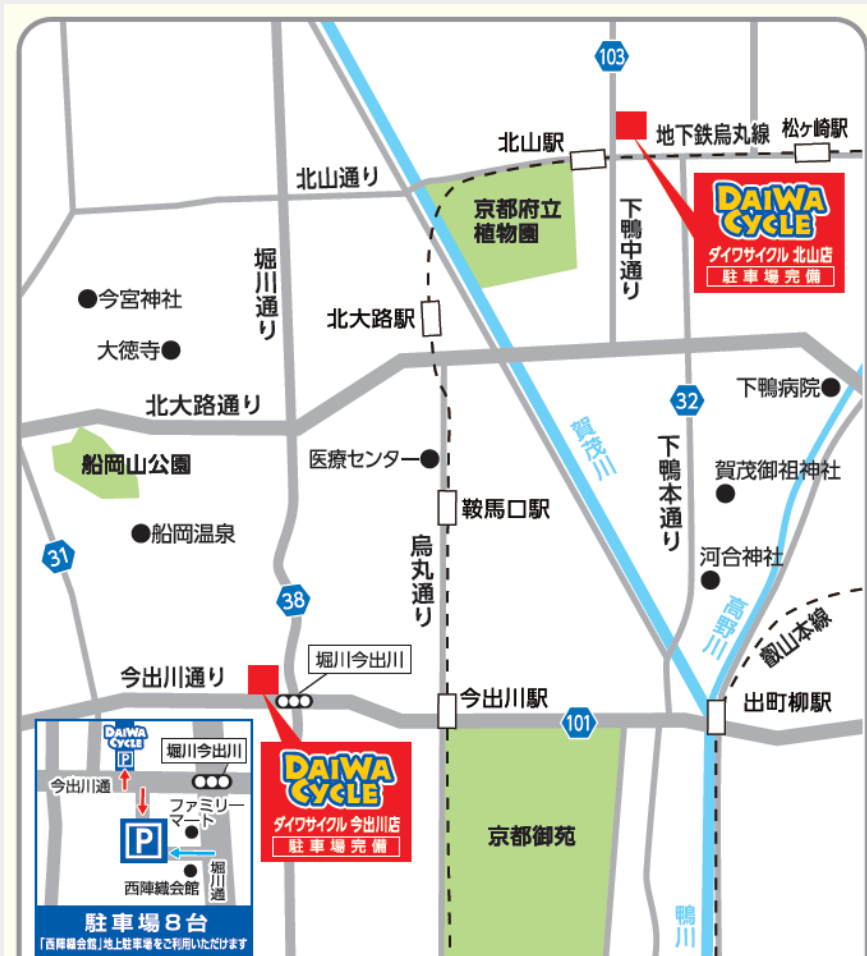 103
北山駅
地下鉄烏丸線
松ヶ崎駅
北山通り
京都府立
植物園
下鴨中通り
DAIWA
CYCLE
ダイワサイクル 北山店
駐車場完備
堀川通り
今宮神社
大徳寺
北大路駅
北大路通り
下鴨病院
32
賀茂川
船岡山公園
医療センター
下鴨本通り
賀茂御祖神社
鞍馬口駅
船岡温泉
31
烏丸通り
河合神社
38
高野川
叡山本線
堀川今出川
今出川通り
今出川駅
101
出町柳駅
DAIWA
CYCLE
ダイワサイクル 今出川店
駐車場完備
京都御苑
鴨川
DAIWA
CYCLE
P
堀川今出川
今出川通
ファミリー
マート
P
西陣織会館
堀川通
駐車場8台
「西陣織会館」地上駐車場をご利用いただけます